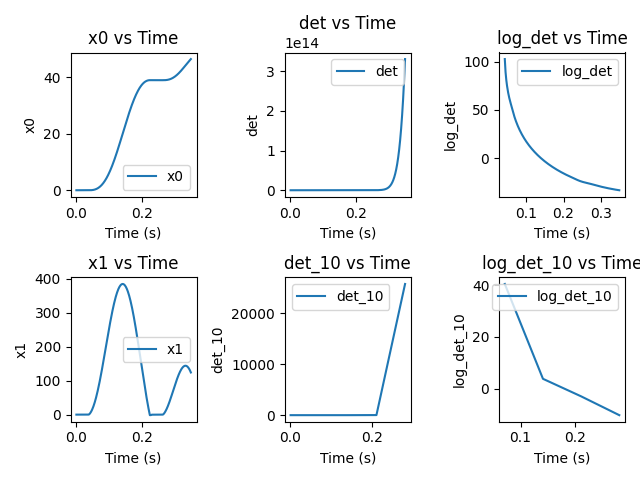 x0 vs Time
x0
40
20
0
0.0 0.2
Time (s)
x0
det vs Time
1e14
det
3
2
1
0
0.0 0.2
Time (s)
det
log_det vs Time
log_det
100
50
0
0.1 0.2 0.3
Time (s)
log_det
x1 vs Time
x1
400
300
200
100
0
0.0 0.2
Time (s)
x1
det_10 vs Time
det_10
20000
10000
0
0.0 0.2
Time (s)
det_10
log_det_10 vs Time
log_det_10
40
20
0
0.1 0.2
Time (s)
log_det_10